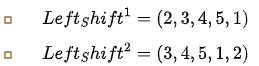 Left_Shift^1 = (2, 3, 4, 5, 1)
Left_Shift^2 = (3, 4, 5, 1, 2)